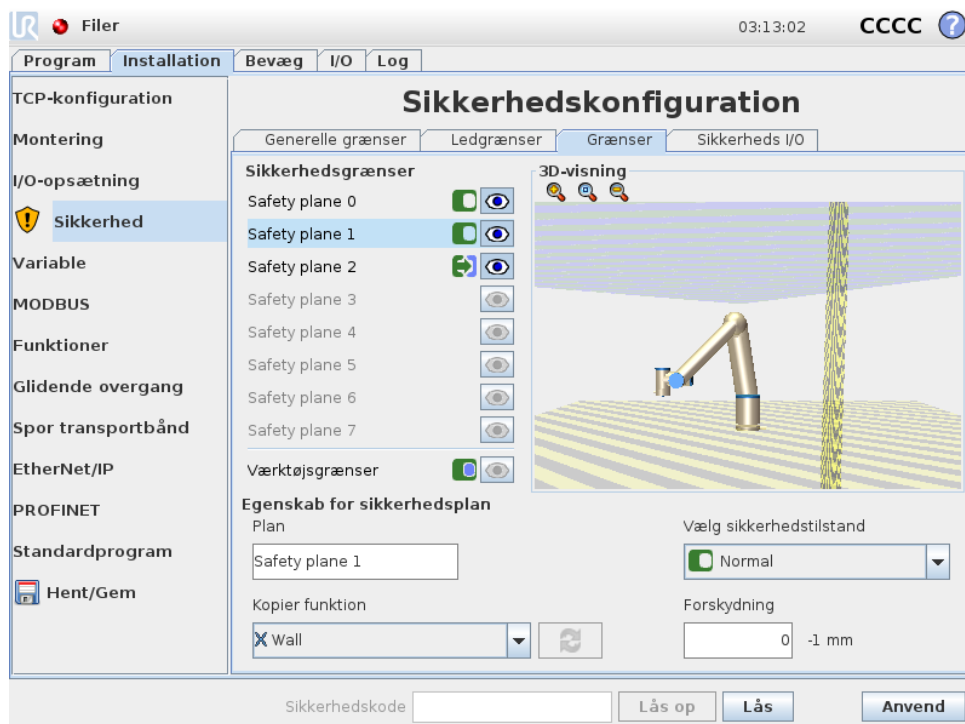 UR Filer 03:13:02 CCCC ?
Program Installation Bevæg I/O Log
TCP-konfiguration
Montering
I/O-opsætning
Sikkerhed
Variable
MODBUS
Funktioner
Glidende overgang
Spor transportbånd
EtherNet/IP
PROFINET
Standardprogram
Hent/Gem
Sikkerhedskonfiguration
Generelle grænser Ledgrænser Grænser Sikkerheds I/O
Sikkerhedsgrænser
Safety plane 0
Safety plane 1
Safety plane 2
Safety plane 3
Safety plane 4
Safety plane 5
Safety plane 6
Safety plane 7
Værktøjsgrænser
3D-visning
Egenskab for sikkerhedsplan
Plan
Safety plane 1
Kopier funktion
Wall
Vælg sikkerhedstilstand
Normal
Forskydning
0 -1 mm
Sikkerhedskode Lås op Lås Anvend